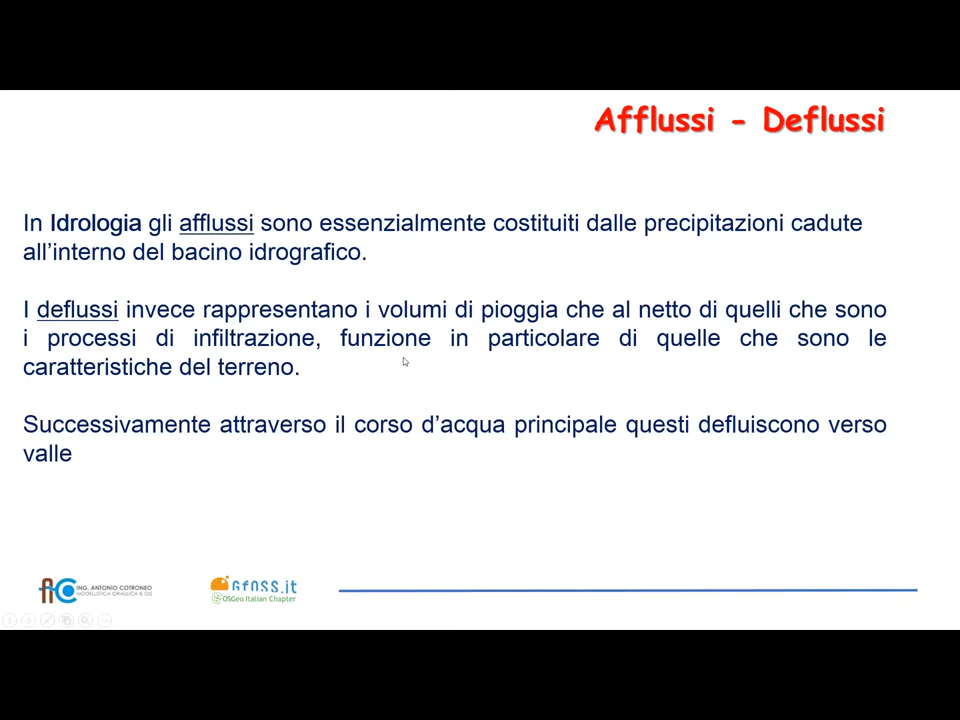 Afflussi - Deflussi
In Idrologia gli afflussi sono essenzialmente costituiti dalle precipitazioni cadute
all’interno del bacino idrografico.
I deflussi invece rappresentano i volumi di pioggia che al netto di quelli che sono
i processi di infiltrazione, funzione in particolare di quelle che sono le
caratteristiche del terreno.
Successivamente attraverso il corso d’acqua principale questi defluiscono verso
valle
ING. ANTONIO COTRONEO
MODELLISTICA IDRAULICA & GIS
GFOSS.it
OSGeo Italian Chapter